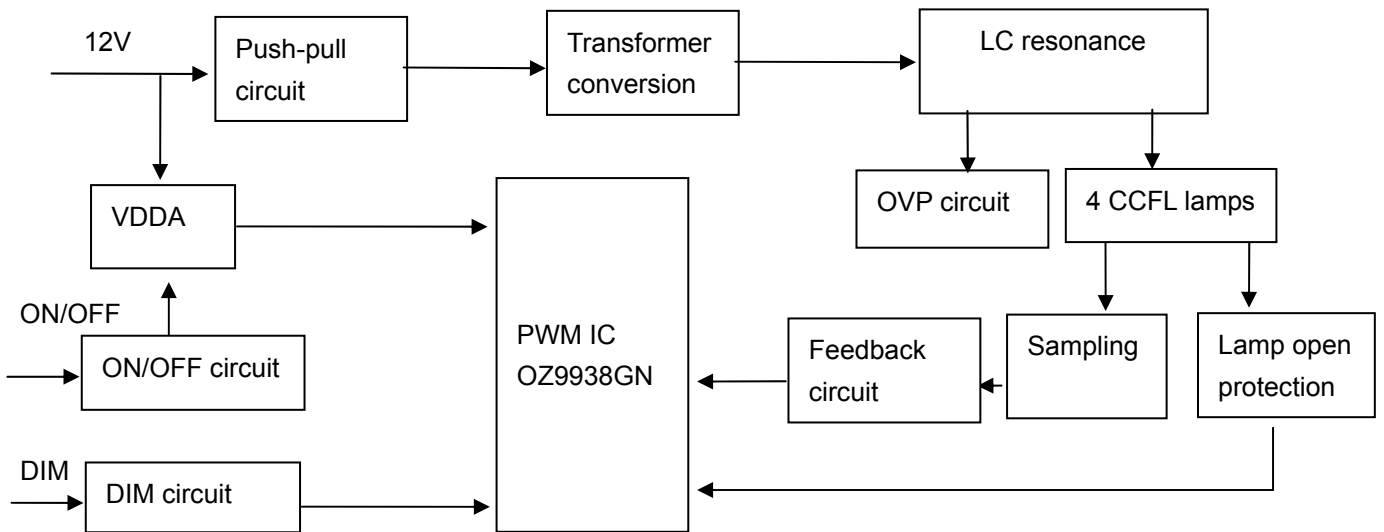 12V
Push-pull
circuit
Transformer
conversion
LC resonance
VDDA
OVP circuit
4 CCFL lamps
ON/OFF
ON/OFF circuit
PWM IC
OZ9938GN
Feedback
circuit
Sampling
Lamp open
protection
DIM
DIM circuit